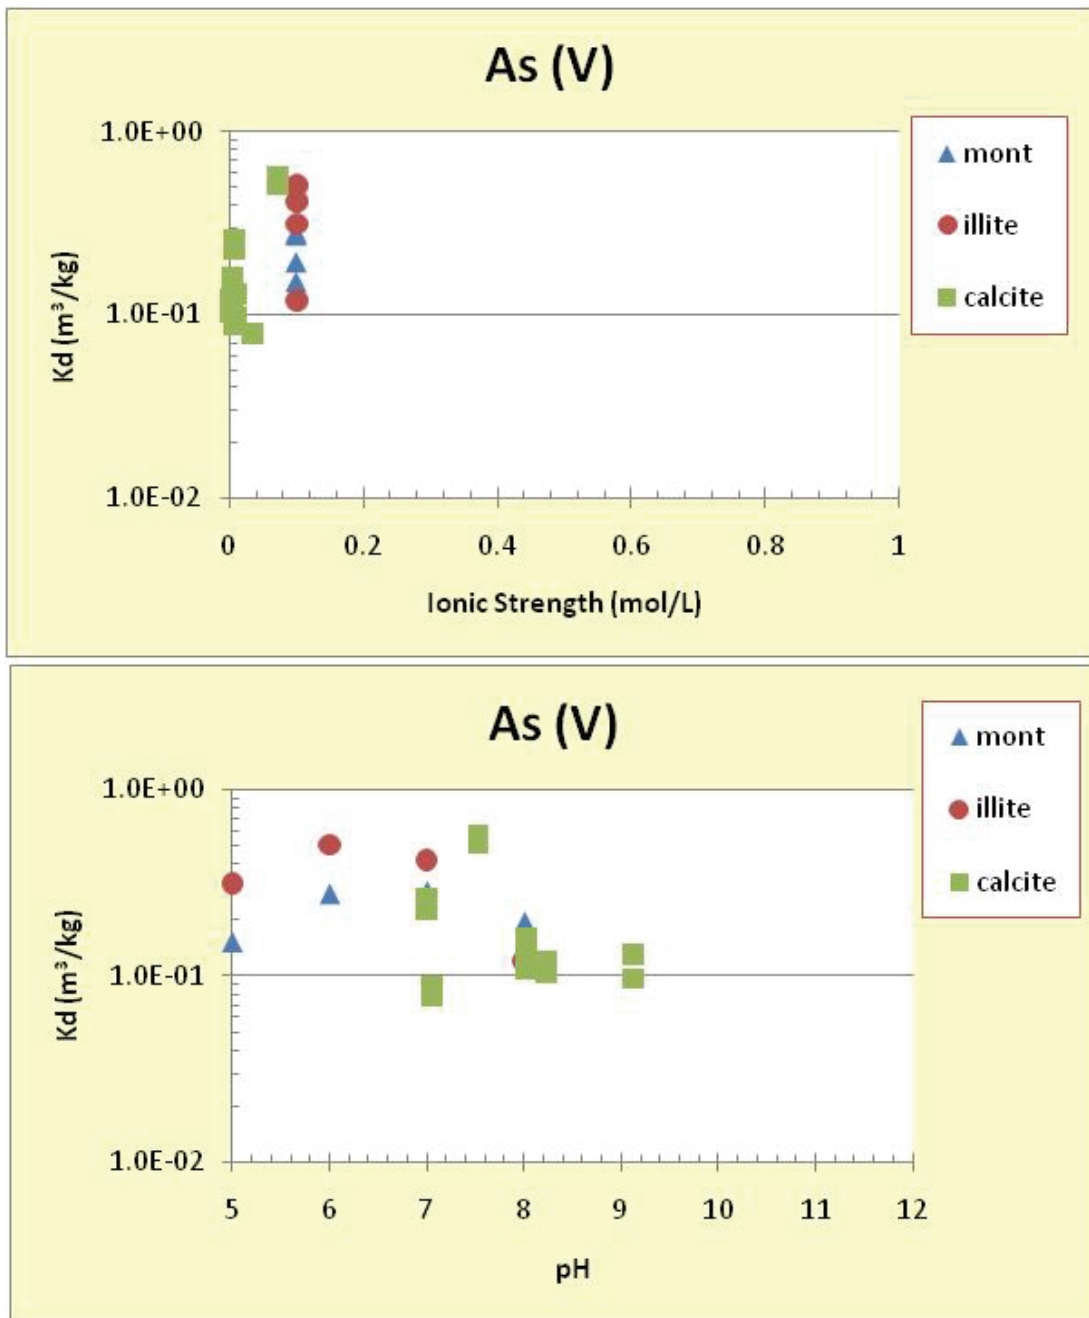 As (V)
1.0E+00
1.0E-01
1.0E-02
Kd (m³/kg)
0 0.2 0.4 0.6 0.8 1
Ionic Strength (mol/L)
mont
illite
calcite
As (V)
1.0E+00
1.0E-01
1.0E-02
Kd (m³/kg)
5 6 7 8 9 10 11 12
pH
mont
illite
calcite